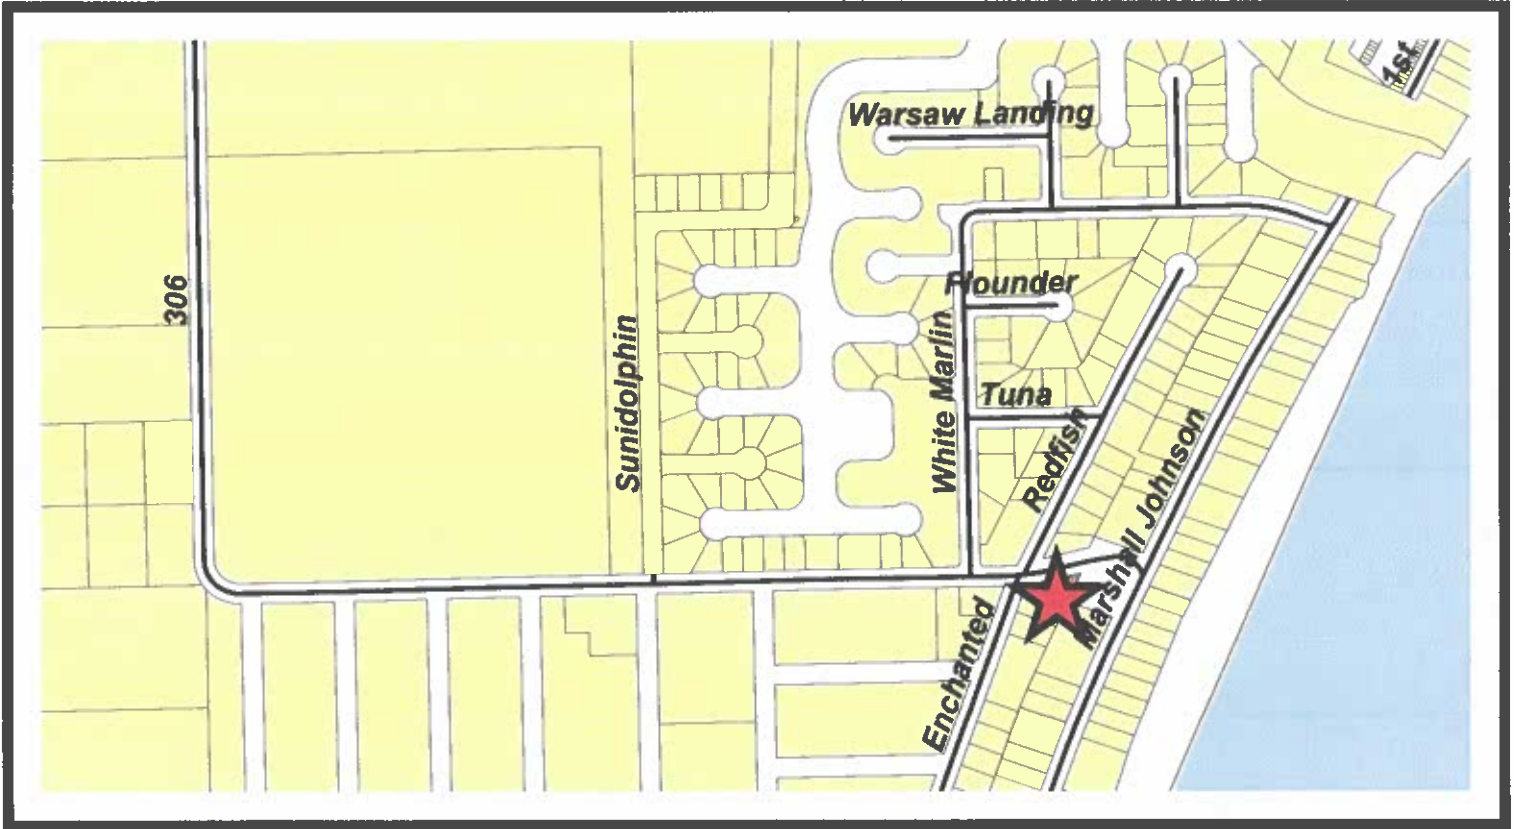 1st
Warsaw Landing
306
Flounder
Sunidolphin
White Marlin
Tuna
Redfish
Marshall Johnson
Enchanted